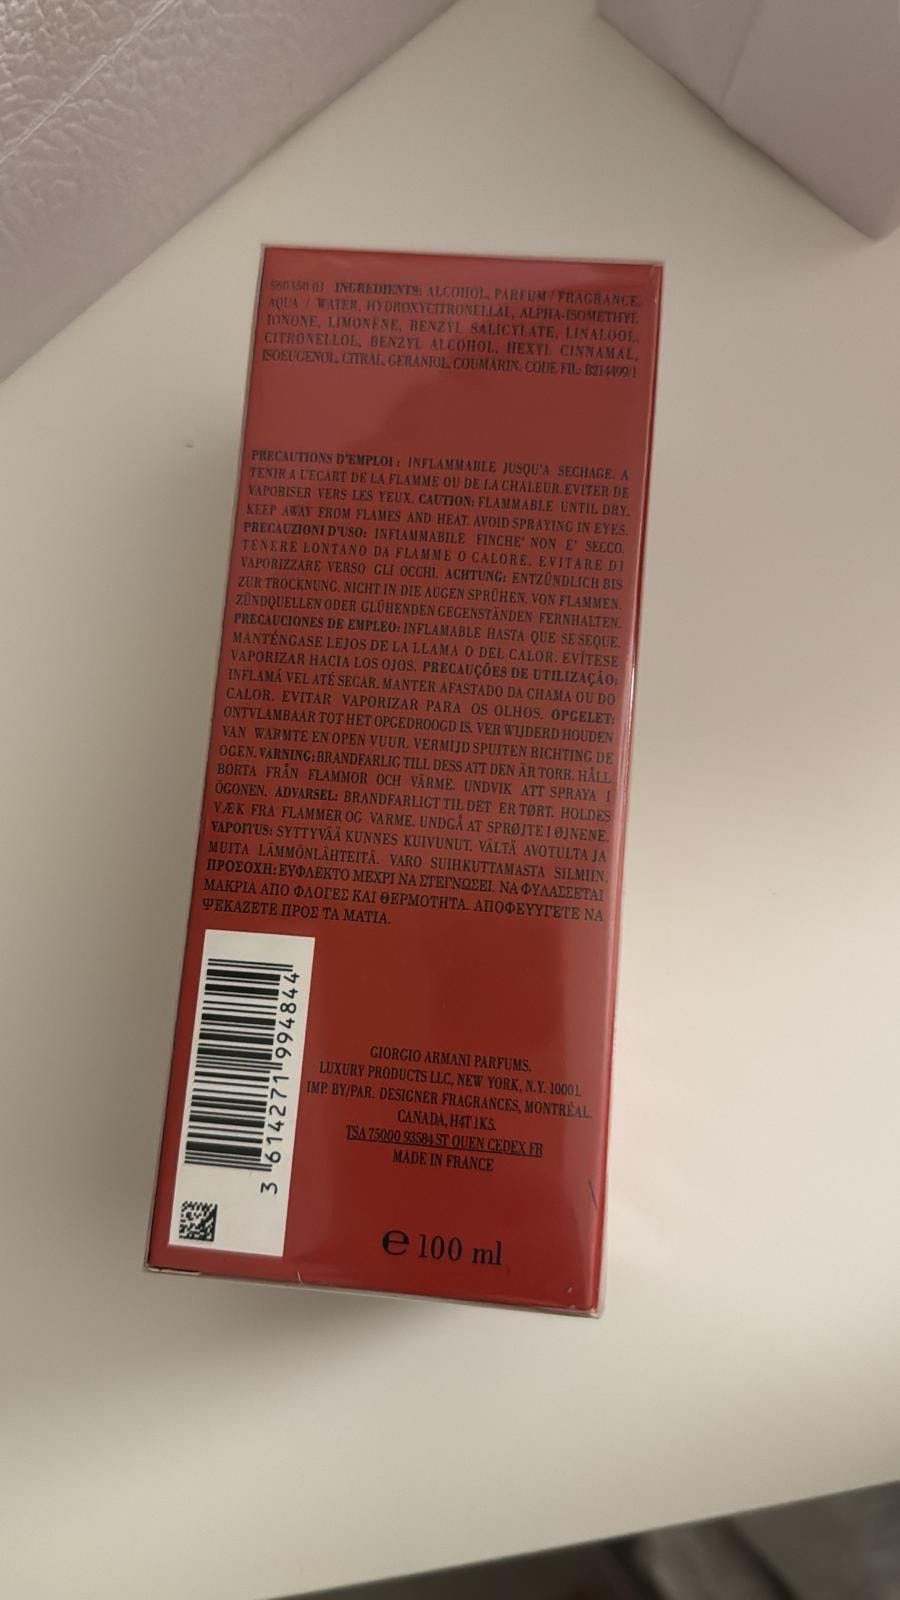 560350 01 INGREDIENTS: ALCOHOL, PARFUM / FRAGRANCE,
AQUA / WATER, HYDROXYCITRONELLAL, ALPHA-ISOMETHYL
IONONE, LIMONENE, BENZYL SALICYLATE, LINALOOL,
CITRONELLOL, BENZYL ALCOHOL, HEXYL CINNAMAL,
ISOEUGENOL, CITRAL, GERANIOL, COUMARIN. CODE FIL: B214499/1
PRECAUTIONS D'EMPLOI : INFLAMMABLE JUSQU'A SECHAGE. A
TENIR A L'ECART DE LA FLAMME OU DE LA CHALEUR. EVITER DE
VAPORISER VERS LES YEUX. CAUTION: FLAMMABLE UNTIL DRY.
KEEP AWAY FROM FLAMES AND HEAT. AVOID SPRAYING IN EYES.
PRECAUZIONI D'USO: INFIAMMABILE FINCHE' NON E' SECCO.
TENERE LONTANO DA FLAMME O CALORE. EVITARE DI
VAPORIZZARE VERSO GLI OCCHI. ACHTUNG: ENTZÜNDLICH BIS
ZUR TROCKNUNG. NICHT IN DIE AUGEN SPRÜHEN. VON FLAMMEN,
ZÜNDQUELLEN ODER GLÜHENDEN GEGENSTÄNDEN FERNHALTEN.
PRECAUCIONES DE EMPLEO: INFLAMABLE HASTA QUE SE SEQUE.
MANTÉNGASE LEJOS DE LA LLAMA O DEL CALOR. EVÍTESE
VAPORIZAR HACIA LOS OJOS. PRECAUÇÕES DE UTILIZAÇÃO:
INFLAMÁ VEL ATÉ SECAR. MANTER AFASTADO DA CHAMA OU DO
CALOR. EVITAR VAPORIZAR PARA OS OLHOS. OPGELET:
ONTVLAMBAAR TOT HET OPGEDROOGD IS. VER WIJDERD HOUDEN
VAN WARMTE EN OPEN VUUR. VERMIJD SPUITEN RICHTING DE
OGEN. VARNING: BRANDFARLIG TILL DESS ATT DEN ÄR TORR. HÅLL
BORTA FRÅN FLAMMOR OCH VÄRME. UNDVIK ATT SPRAYA I
ÖGONEN. ADVARSEL: BRANDFARLIGT TIL DET ER TØRT. HOLDES
VÆK FRA FLAMMER OG VARME. UNDGÅ AT SPRØJTE I ØJNENE.
VAPOITUS: SYTTYVÄÄ KUNNES KUIVUNUT. VÄLTÄ AVOTULTA JA
MUITA LÄMMÖNLÄHTEITÄ. VARO SUIHKUTTAMASTA SILMIIN.
ΠΡΟΣΟΧΗ: ΕΥΦΛΕΚΤΟ ΜΕΧΡΙ ΝΑ ΣΤΕΓΝΩΣΕΙ. ΝΑ ΦΥΛΑΣΣΕΤΑΙ
ΜΑΚΡΙΑ ΑΠΟ ΦΛΟΓΕΣ ΚΑΙ ΘΕΡΜΟΤΗΤΑ. ΑΠΟΦΕΥΥΓΕΤΕ ΝΑ
ΨΕΚΑΖΕΤΕ ΠΡΟΣ ΤΑ ΜΑΤΙΑ.
3 614271 994844
GIORGIO ARMANI PARFUMS.
LUXURY PRODUCTS LLC, NEW YORK, N.Y. 10001.
IMP. BY/PAR. DESIGNER FRAGRANCES, MONTRÉAL,
CANADA, H4T 1K5.
TSA 75000 93584 ST OUEN CEDEX FR
MADE IN FRANCE
℮ 100 ml